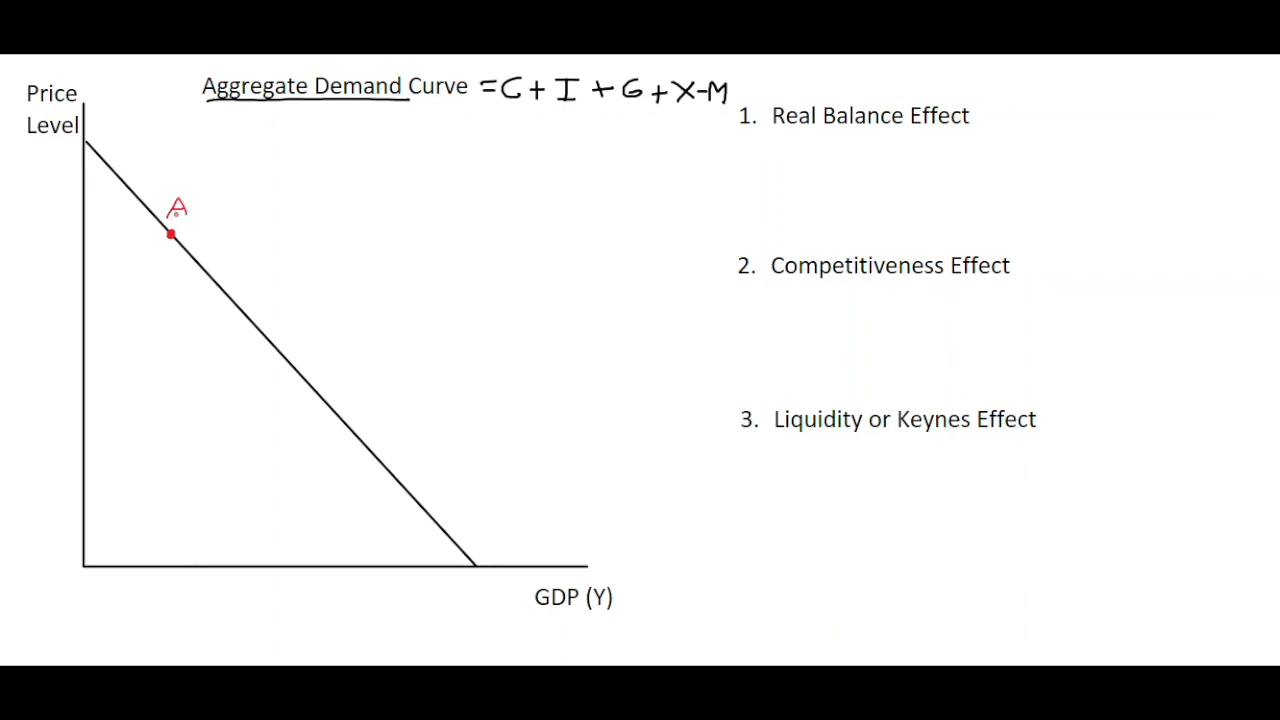 Aggregate Demand Curve = C + I + G + X - M
Price
Level
A
GDP (Y)
1. Real Balance Effect
2. Competitiveness Effect
3. Liquidity or Keynes Effect